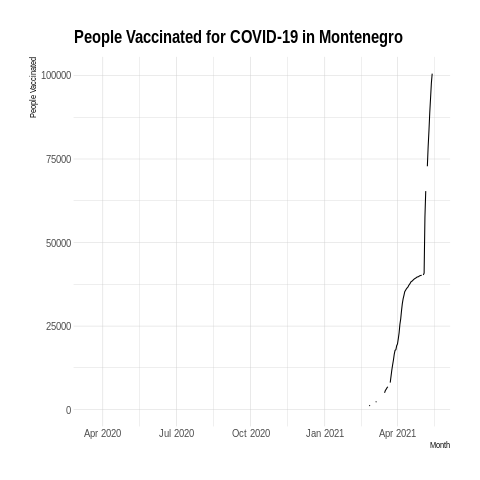 People Vaccinated for COVID-19 in Montenegro
People Vaccinated
100000
75000
50000
25000
0
Apr 2020 Jul 2020 Oct 2020 Jan 2021 Apr 2021
Month